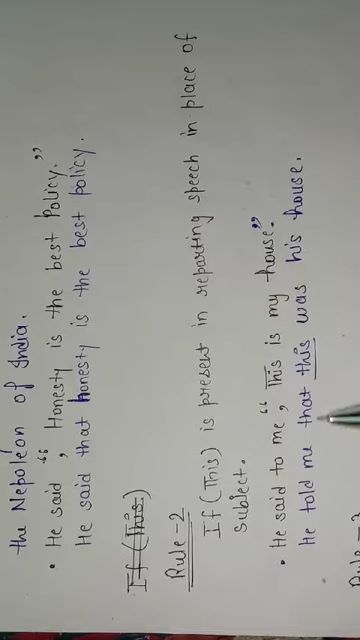 the Nepoleon of India.
• He said , “Honesty is the best Policy.”
He said that honesty is the best policy.
If (This)
Rule-2
If (This) is present in reporting speech in place of
Subject.
• He said to me , “This is my house.”
He told me that this was his house.